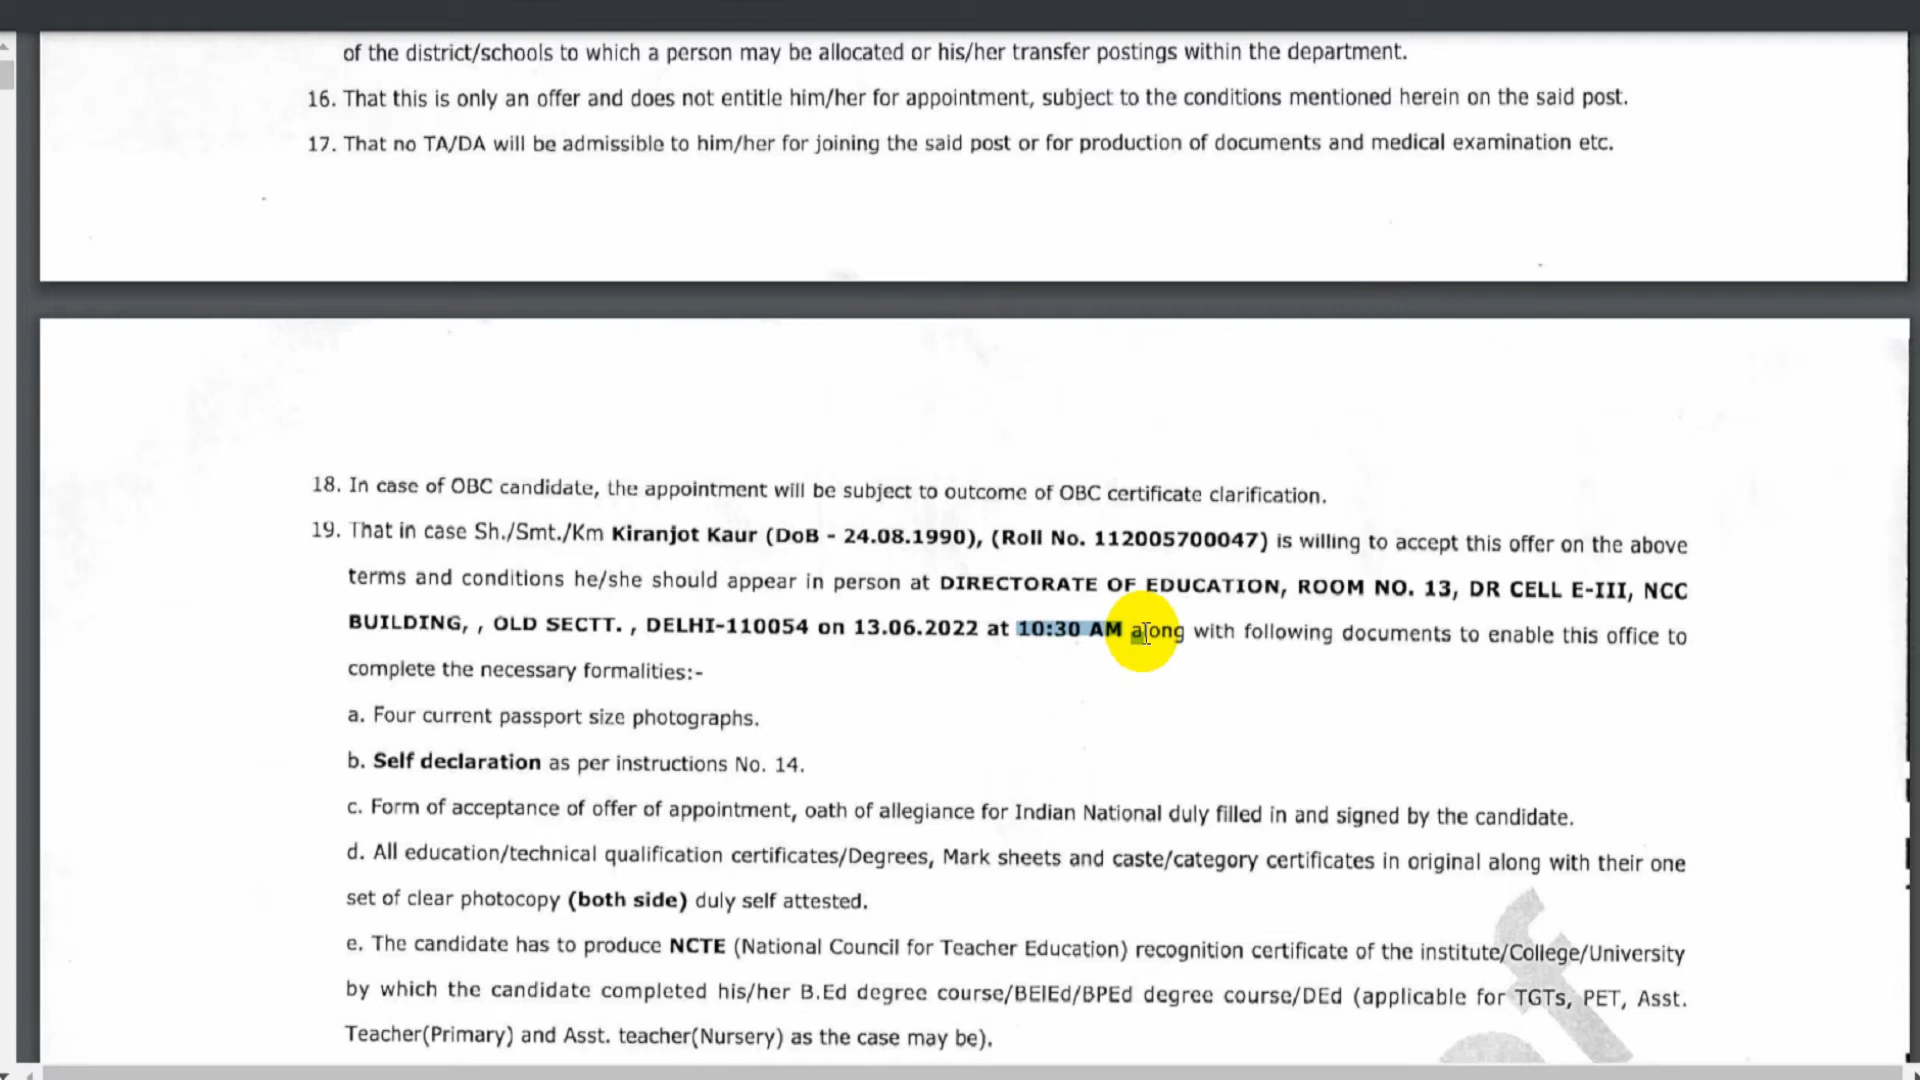 of the district/schools to which a person may be allocated or his/her transfer postings within the department.
16. That this is only an offer and does not entitle him/her for appointment, subject to the conditions mentioned herein on the said post.
17. That no TA/DA will be admissible to him/her for joining the said post or for production of documents and medical examination etc.
18. In case of OBC candidate, the appointment will be subject to outcome of OBC certificate clarification.
19. That in case Sh./Smt./Km Kiranjot Kaur (DoB - 24.08.1990), (Roll No. 112005700047) is willing to accept this offer on the above
terms and conditions he/she should appear in person at DIRECTORATE OF EDUCATION, ROOM NO. 13, DR CELL E-III, NCC
BUILDING, , OLD SECTT. , DELHI-110054 on 13.06.2022 at 10:30 AM along with following documents to enable this office to
complete the necessary formalities:-
a. Four current passport size photographs.
b. Self declaration as per instructions No. 14.
c. Form of acceptance of offer of appointment, oath of allegiance for Indian National duly filled in and signed by the candidate.
d. All education/technical qualification certificates/Degrees, Mark sheets and caste/category certificates in original along with their one
set of clear photocopy (both side) duly self attested.
e. The candidate has to produce NCTE (National Council for Teacher Education) recognition certificate of the institute/College/University
by which the candidate completed his/her B.Ed degree course/BElEd/BPEd degree course/DEd (applicable for TGTs, PET, Asst.
Teacher(Primary) and Asst. teacher(Nursery) as the case may be).